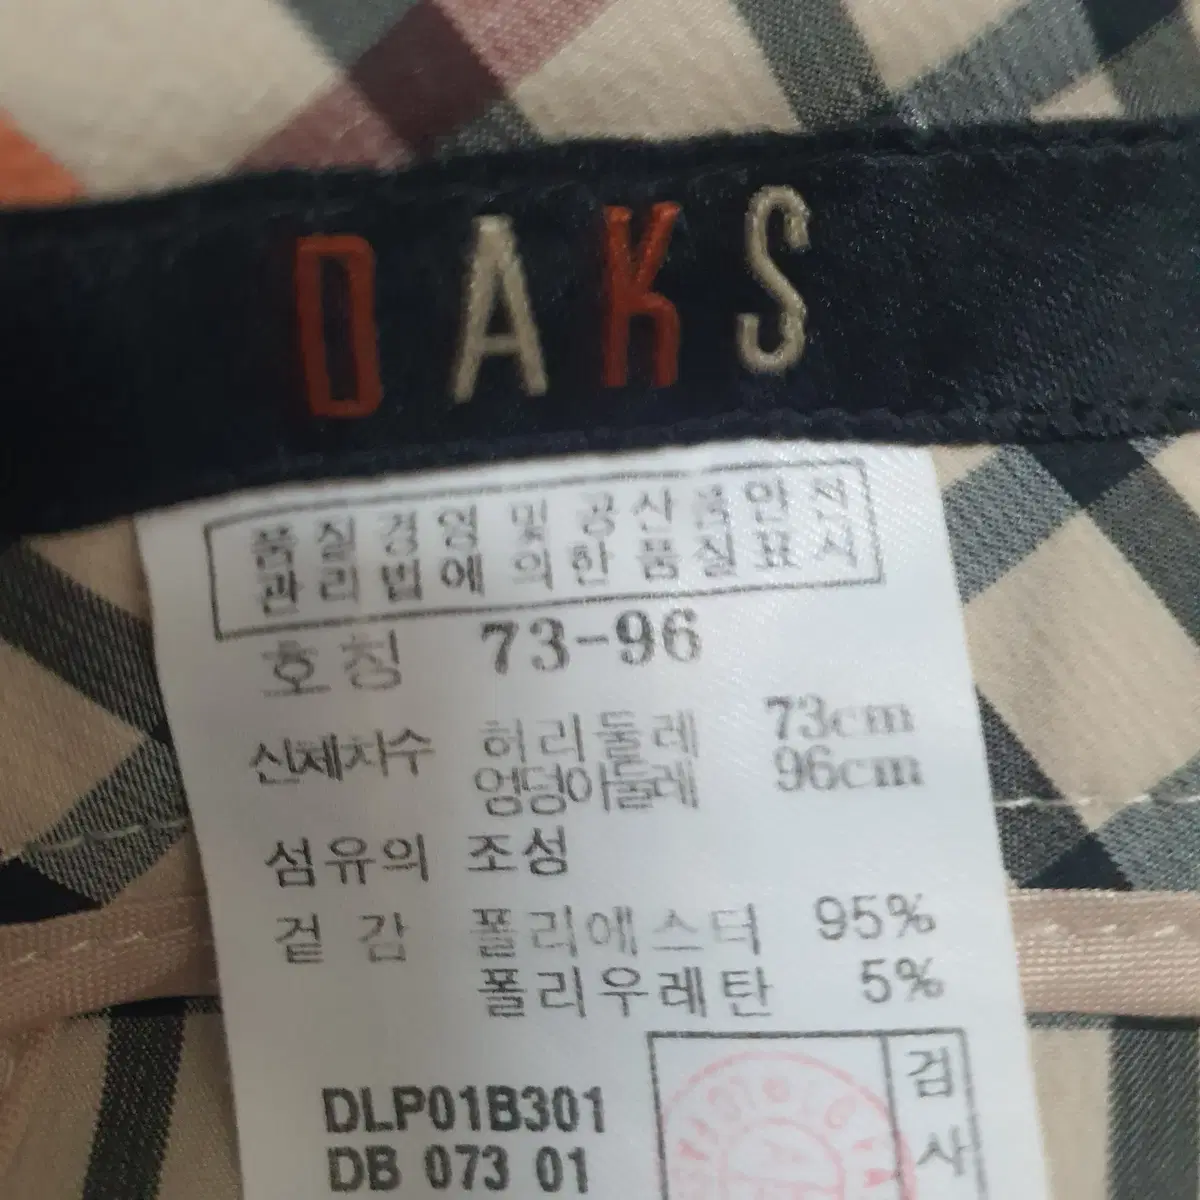 DAKS
품질경영 및 공산품안전
관리법에 의한 품질표시
호칭 73-96
신체치수 허리둘레 73cm
엉덩이둘레 96cm
섬유의 조성
겉감 폴리에스터 95%
폴리우레탄 5%
DLP01B301
DB 073 01
검사